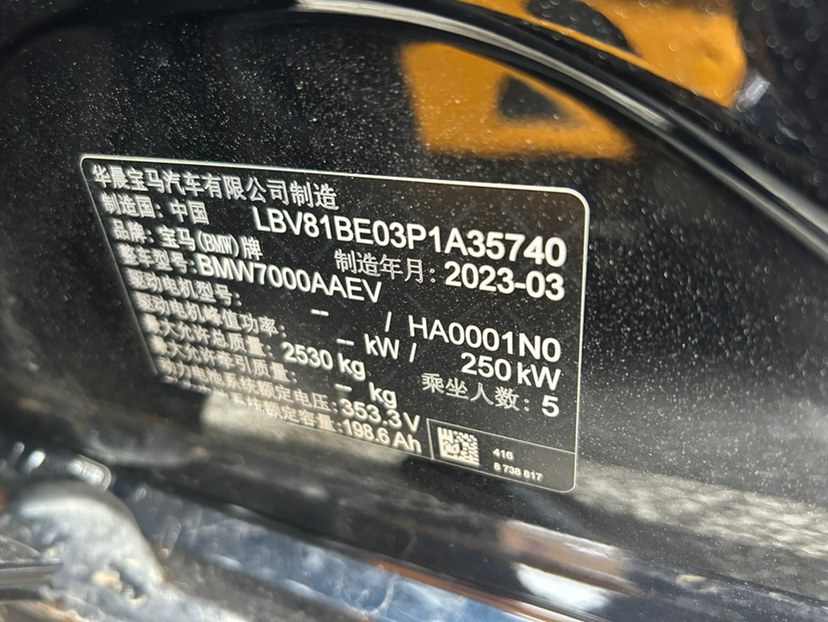 华晨宝马汽车有限公司制造
制造国：中国 LBV81BE03P1A35740
品牌：宝马(BMW)牌 制造年月：2023-03
整车型号：BMW7000AAEV
驱动电机型号： -- / HA0001N0
驱动电机峰值功率： -- kW / 250 kW
最大允许总质量： 2530 kg 乘坐人数：5
最大允许牵引质量： -- kg
动力电池系统额定电压：353.3V
系统额定容量：198.6 Ah
416
8 738 817